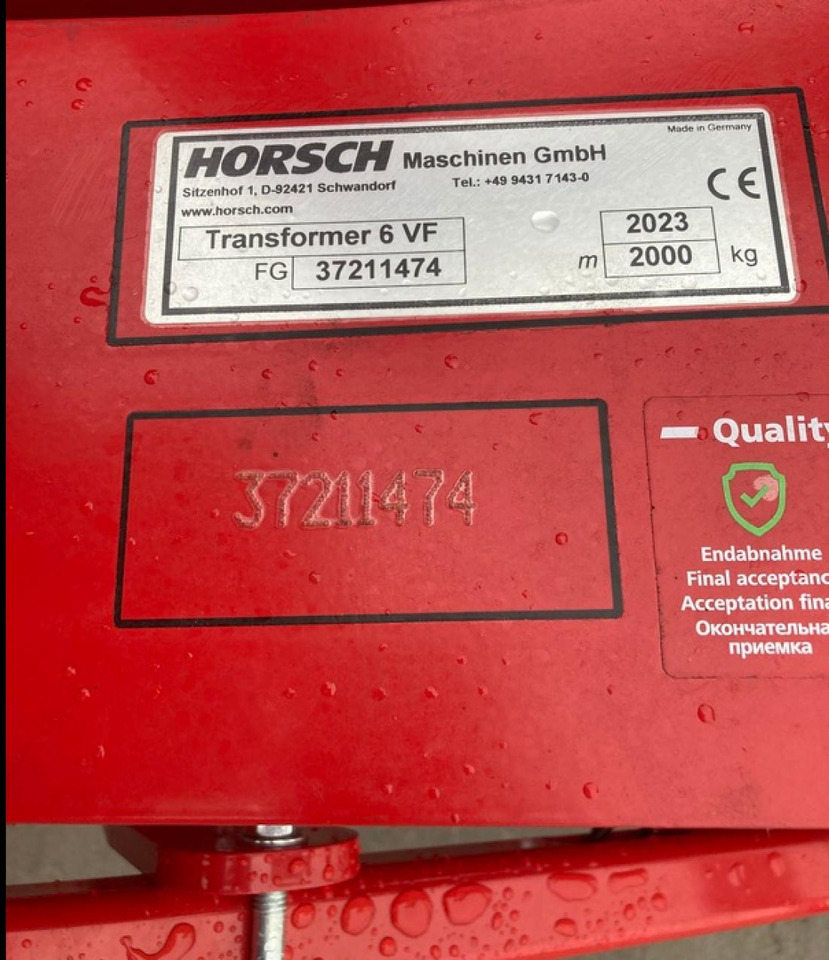 Made in Germany
HORSCH Maschinen GmbH
Sitzenhof 1, D-92421 Schwandorf Tel.: +49 9431 7143-0
www.horsch.com
CE
Transformer 6 VF 2023
FG 37211474 m 2000 kg
37211474
Quality
Endabnahme
Final acceptanc
Acceptation fina
Окончательна
приемка